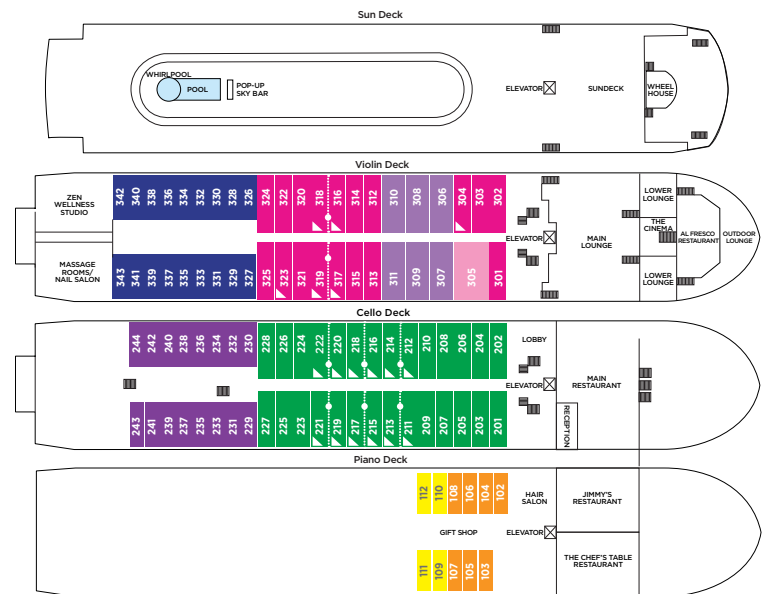 Sun Deck
WHIRLPOOL
POOL
POP-UP
SKY BAR
ELEVATOR
SUNDECK
WHEEL
HOUSE
Violin Deck
ZEN
WELLNESS
STUDIO
342 340 338 336 334 332 330 328 326 324 322 320 318 316 314 312 310 308 306 304 303 302
LOWER
LOUNGE
THE
CINEMA
ELEVATOR
MAIN
LOUNGE
AL FRESCO
RESTAURANT
OUTDOOR
LOUNGE
MASSAGE
ROOMS/
NAIL SALON
343 341 339 337 335 333 331 329 327 325 323 321 319 317 315 313 311 309 307 305 301
LOWER
LOUNGE
Cello Deck
244 242 240 238 236 234 232 230 228 226 224 222 220 218 216 214 212 210 208 206 204 202
LOBBY
ELEVATOR
MAIN
RESTAURANT
243 241 239 237 235 233 231 229 227 225 223 221 219 217 215 213 211 209 207 205 203 201
RECEPTION
Piano Deck
112 110 108 106 104 102
HAIR
SALON
JIMMY'S
RESTAURANT
GIFT SHOP
ELEVATOR
111 109 107 105 103
THE CHEF'S TABLE
RESTAURANT